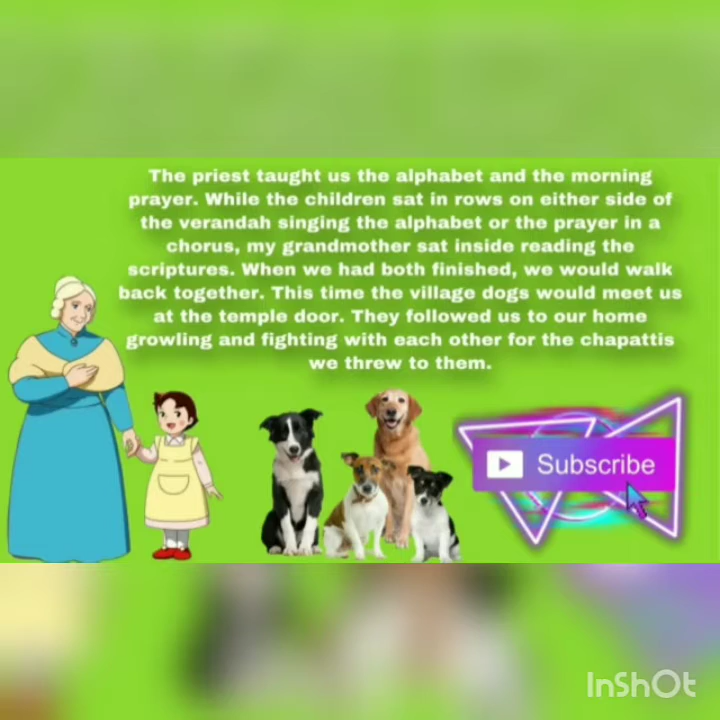 The priest taught us the alphabet and the morning
prayer. While the children sat in rows on either side of
the verandah singing the alphabet or the prayer in a
chorus, my grandmother sat inside reading the
scriptures. When we had both finished, we would walk
back together. This time the village dogs would meet us
at the temple door. They followed us to our home
growling and fighting with each other for the chapattis
we threw to them.
Subscribe
InShOt